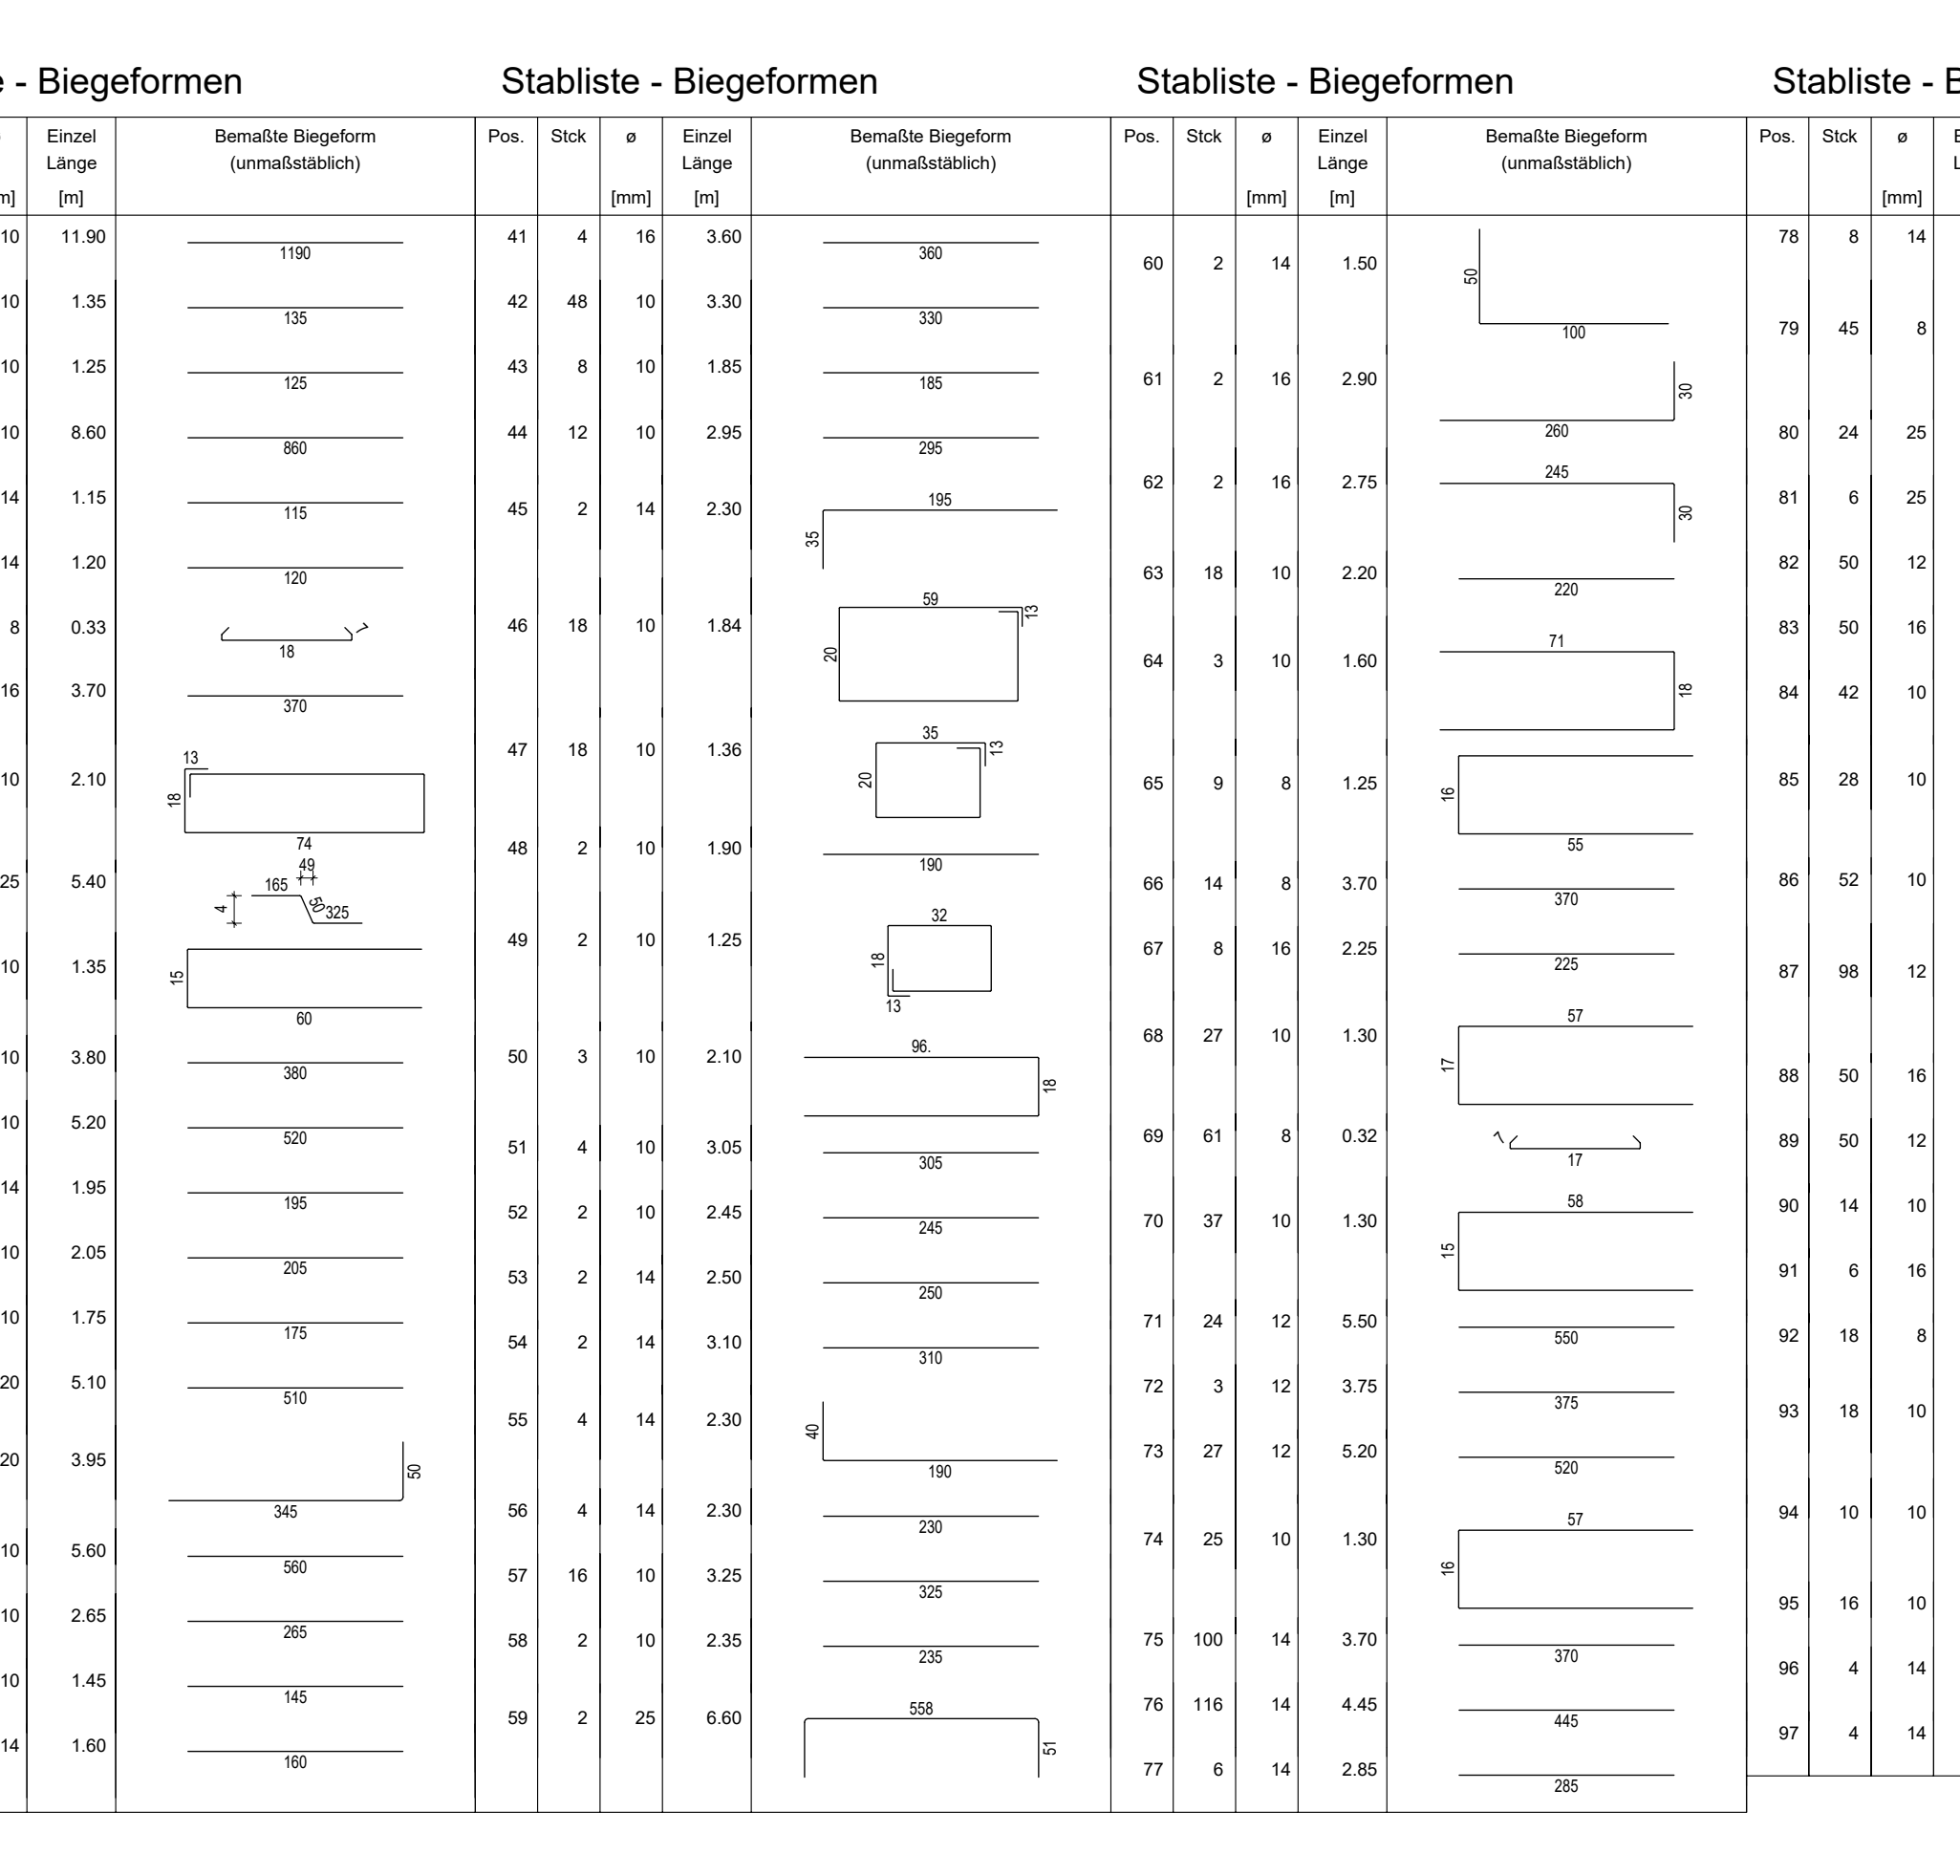 e - Biegeformen
Einzel Bemaßte Biegeform
Länge (unmaßstäblich)
m] [m]
10 11.90 1190
10 1.35 135
10 1.25 125
10 8.60 860
14 1.15 115
14 1.20 120
8 0.33 7
18
16 3.70 370
13
10 2.10 18
74
49
25 5.40 165
4 50 325
10 1.35 15
60
10 3.80 380
10 5.20 520
14 1.95 195
10 2.05 205
10 1.75 175
20 5.10 510
20 3.95 50
345
10 5.60 560
10 2.65 265
10 1.45 145
14 1.60 160
Stabliste - Biegeformen
Pos. Stck ø Einzel Bemaßte Biegeform
Länge (unmaßstäblich)
[mm] [m]
41 4 16 3.60 360
42 48 10 3.30 330
43 8 10 1.85 185
44 12 10 2.95 295
195
45 2 14 2.30 35
59
46 18 10 1.84 13
20
35
47 18 10 1.36 13
20
48 2 10 1.90 190
32
49 2 10 1.25 18
13
96.
50 3 10 2.10 18
51 4 10 3.05 305
52 2 10 2.45 245
53 2 14 2.50 250
54 2 14 3.10 310
55 4 14 2.30 40
190
56 4 14 2.30 230
57 16 10 3.25 325
58 2 10 2.35 235
558
59 2 25 6.60 51
Stabliste - Biegeformen
Pos. Stck ø Einzel Bemaßte Biegeform
Länge (unmaßstäblich)
[mm] [m]
60 2 14 1.50 50
100
61 2 16 2.90 30
260
245
62 2 16 2.75 30
63 18 10 2.20 220
71
64 3 10 1.60 18
65 9 8 1.25 16
55
66 14 8 3.70 370
67 8 16 2.25 225
57
68 27 10 1.30 17
69 61 8 0.32 7
17
58
70 37 10 1.30 15
71 24 12 5.50 550
72 3 12 3.75 375
73 27 12 5.20 520
57
74 25 10 1.30 16
75 100 14 3.70 370
76 116 14 4.45 445
77 6 14 2.85 285
Stabliste - B
Pos. Stck ø
[mm]
78 8 14
79 45 8
80 24 25
81 6 25
82 50 12
83 50 16
84 42 10
85 28 10
86 52 10
87 98 12
88 50 16
89 50 12
90 14 10
91 6 16
92 18 8
93 18 10
94 10 10
95 16 10
96 4 14
97 4 14